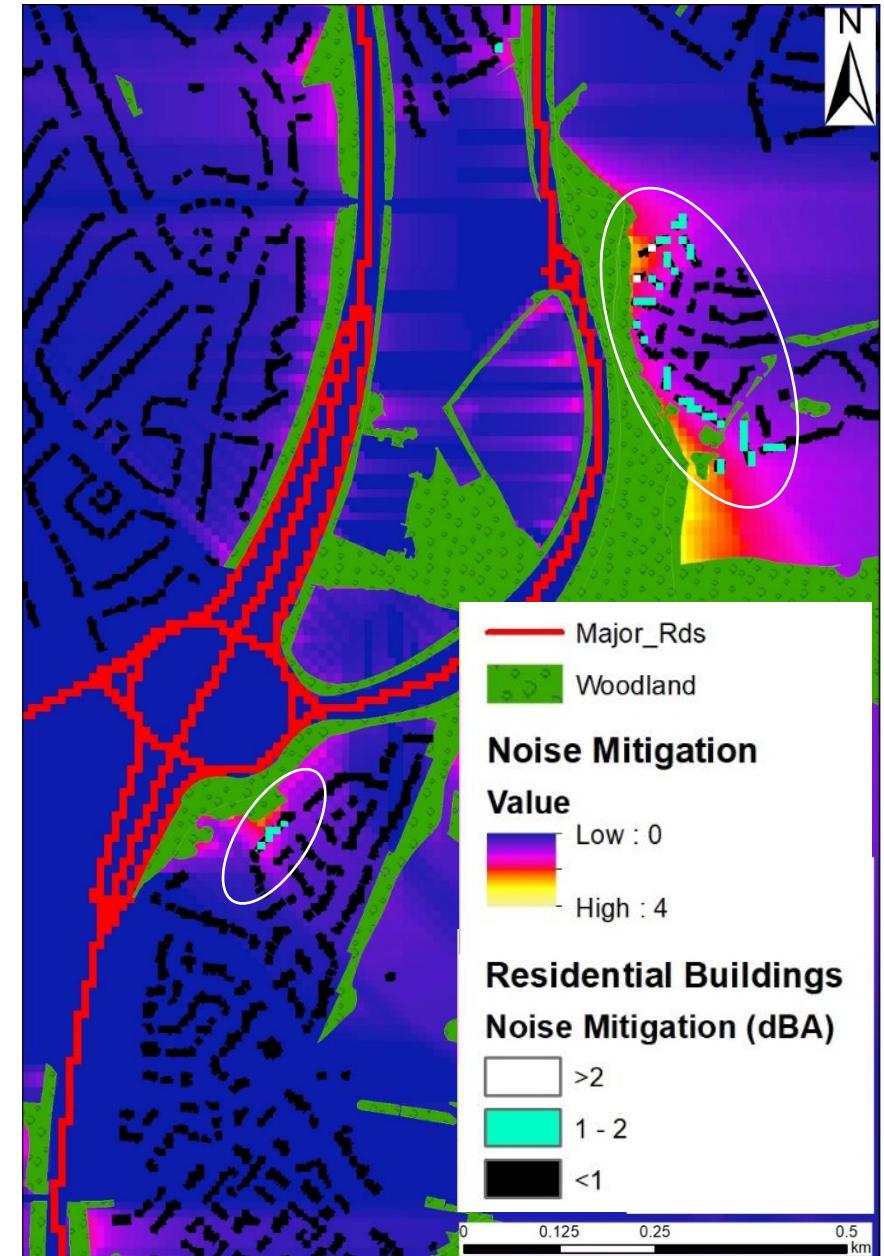 N
Major_Rds
Woodland
Noise Mitigation
Value
Low : 0
High : 4
Residential Buildings
Noise Mitigation (dBA)
>2
1 - 2
<1
0 0.125 0.25 0.5
km